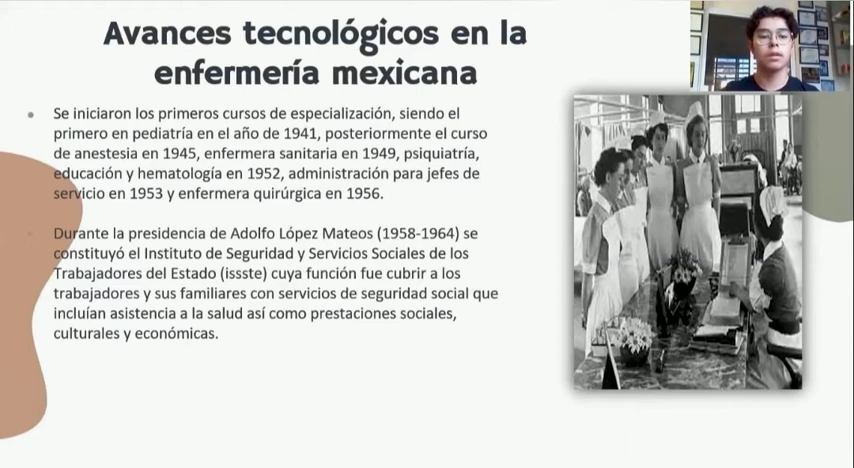 Avances tecnológicos en la
enfermería mexicana
Se iniciaron los primeros cursos de especialización, siendo el
primero en pediatría en el año de 1941, posteriormente el curso
de anestesia en 1945, enfermera sanitaria en 1949, psiquiatría,
educación y hematología en 1952, administración para jefes de
servicio en 1953 y enfermera quirúrgica en 1956.
Durante la presidencia de Adolfo López Mateos (1958-1964) se
constituyó el Instituto de Seguridad y Servicios Sociales de los
Trabajadores del Estado (issste) cuya función fue cubrir a los
trabajadores y sus familiares con servicios de seguridad social que
incluían asistencia a la salud así como prestaciones sociales,
culturales y económicas.